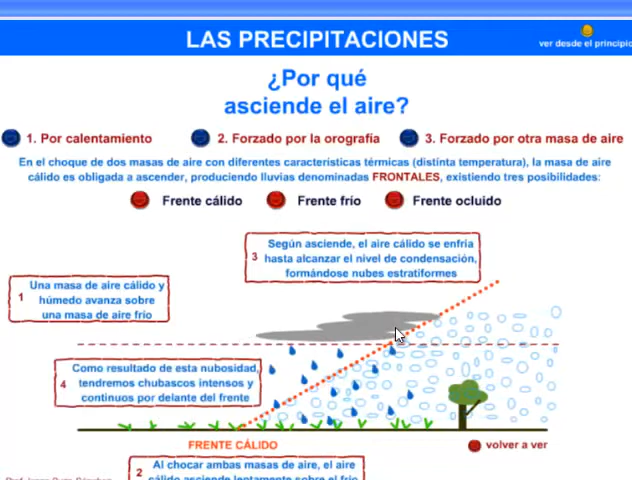 LAS PRECIPITACIONES
ver desde el principio
¿Por qué
asciende el aire?
1. Por calentamiento
2. Forzado por la orografía
3. Forzado por otra masa de aire
En el choque de dos masas de aire con diferentes características térmicas (distinta temperatura), la masa de aire
cálido es obligada a ascender, produciendo lluvias denominadas FRONTALES, existiendo tres posibilidades:
Frente cálido
Frente frío
Frente ocluido
3
Según asciende, el aire cálido se enfría
hasta alcanzar el nivel de condensación,
formándose nubes estratiformes
1
Una masa de aire cálido y
húmedo avanza sobre
una masa de aire frío
4
Como resultado de esta nubosidad,
tendremos chubascos intensos y
continuos por delante del frente
FRENTE CÁLIDO
volver a ver
2
Al chocar ambas masas de aire, el aire
cálido asciende lentamente sobre el frío